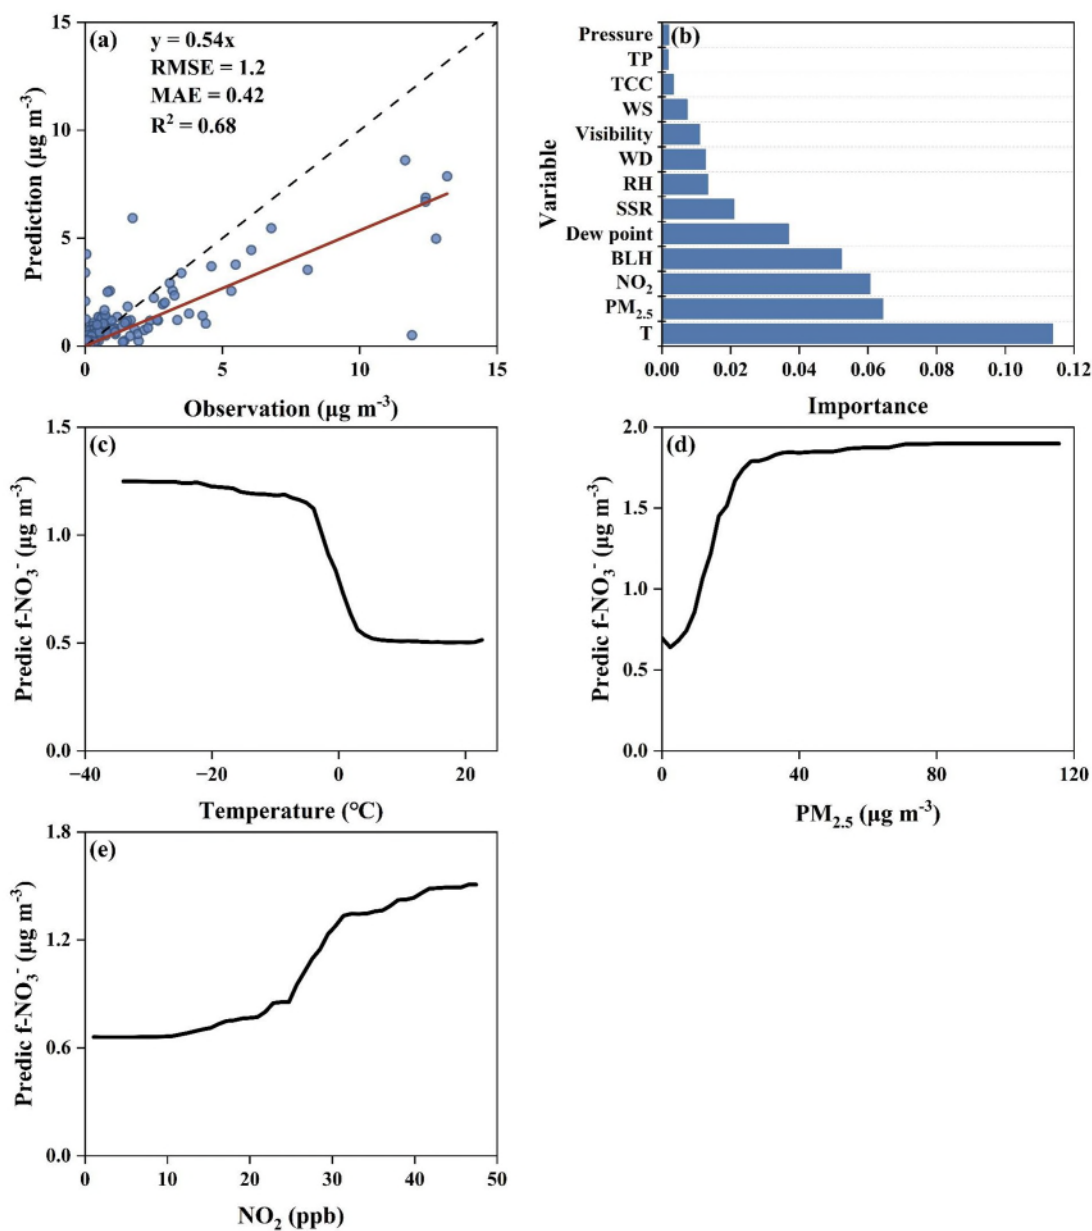 (a)
y = 0.54x
RMSE = 1.2
MAE = 0.42
R² = 0.68
15
10
5
0
0 5 10 15
Prediction (μg m⁻³)
Observation (μg m⁻³)
(b)
Variable
Pressure
TP
TCC
WS
Visibility
WD
RH
SSR
Dew point
BLH
NO₂
PM₂.₅
T
0.00 0.02 0.04 0.06 0.08 0.10 0.12
Importance
(c)
1.5
1.0
0.5
0.0
−40 −20 0 20
Predic f-NO₃⁻ (μg m⁻³)
Temperature (°C)
(d)
2.0
1.5
1.0
0.5
0.0
0 40 80 120
Predic f-NO₃⁻ (μg m⁻³)
PM₂.₅ (μg m⁻³)
(e)
1.8
1.2
0.6
0.0
0 10 20 30 40 50
Predic f-NO₃⁻ (μg m⁻³)
NO₂ (ppb)